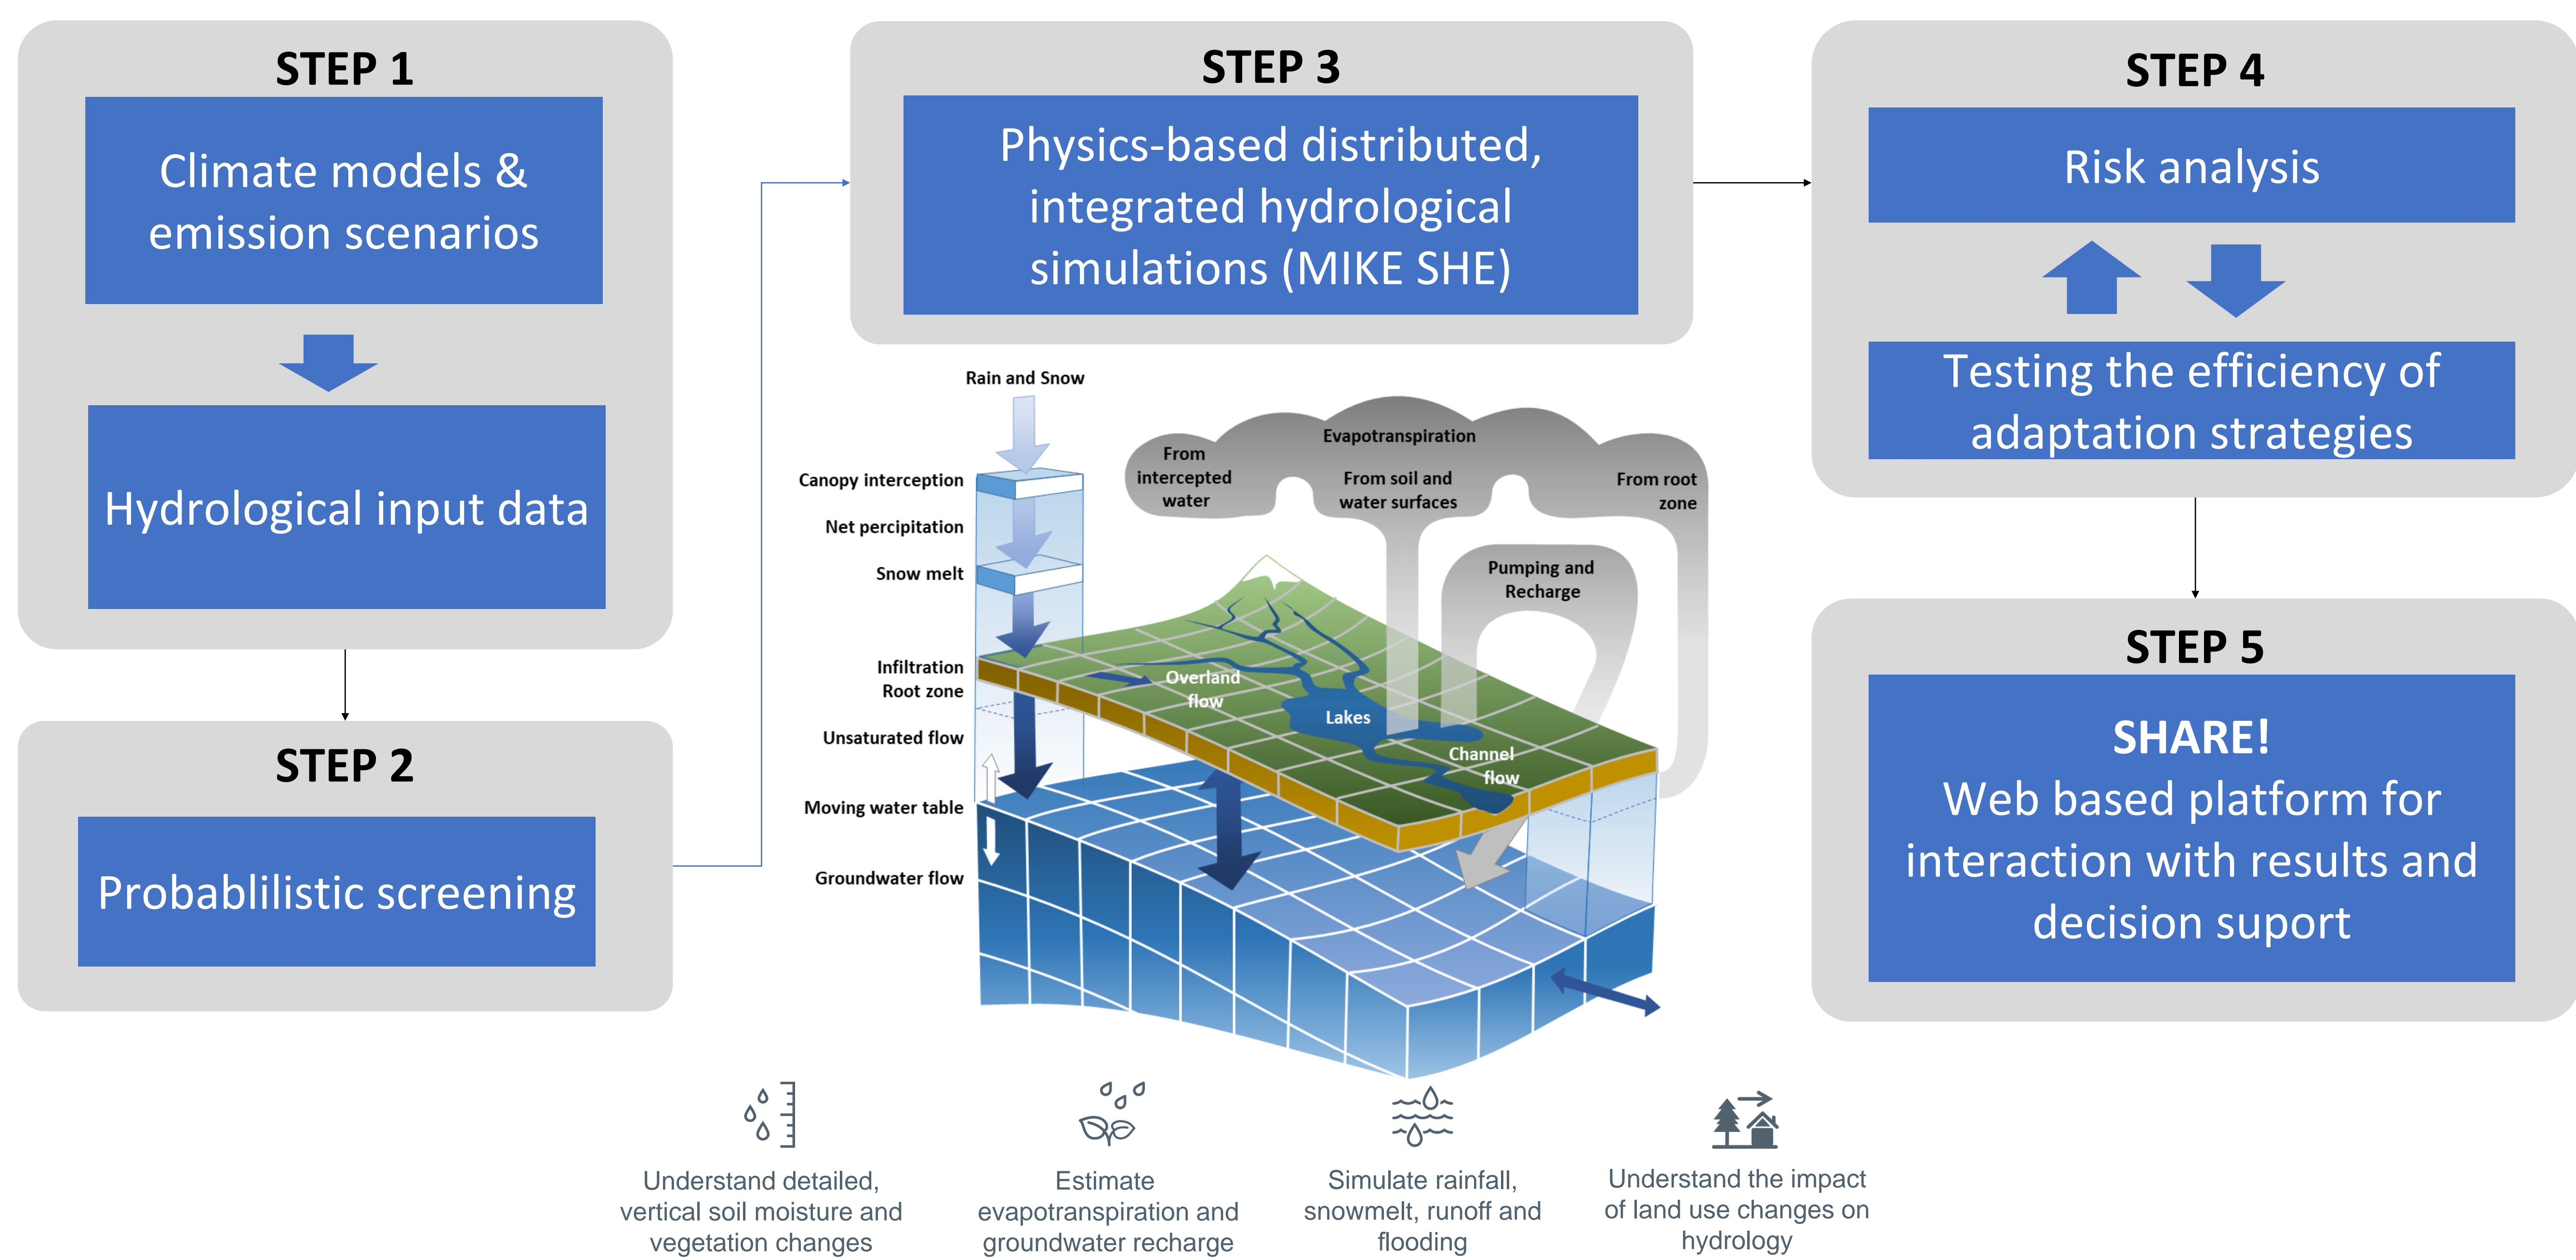 STEP 1
Climate models &
emission scenarios
Hydrological input data
STEP 2
Probablilistic screening
STEP 3
Physics-based distributed,
integrated hydrological
simulations (MIKE SHE)
Rain and Snow
Canopy interception
Net percipitation
Snow melt
Infiltration
Root zone
Unsaturated flow
Moving water table
Groundwater flow
Evapotranspiration
From
intercepted
water
From soil and
water surfaces
From root
zone
Pumping and
Recharge
Overland
flow
Lakes
Channel
flow
STEP 4
Risk analysis
Testing the efficiency of
adaptation strategies
STEP 5
SHARE!
Web based platform for
interaction with results and
decision suport
Understand detailed,
vertical soil moisture and
vegetation changes
Estimate
evapotranspiration and
groundwater recharge
Simulate rainfall,
snowmelt, runoff and
flooding
Understand the impact
of land use changes on
hydrology